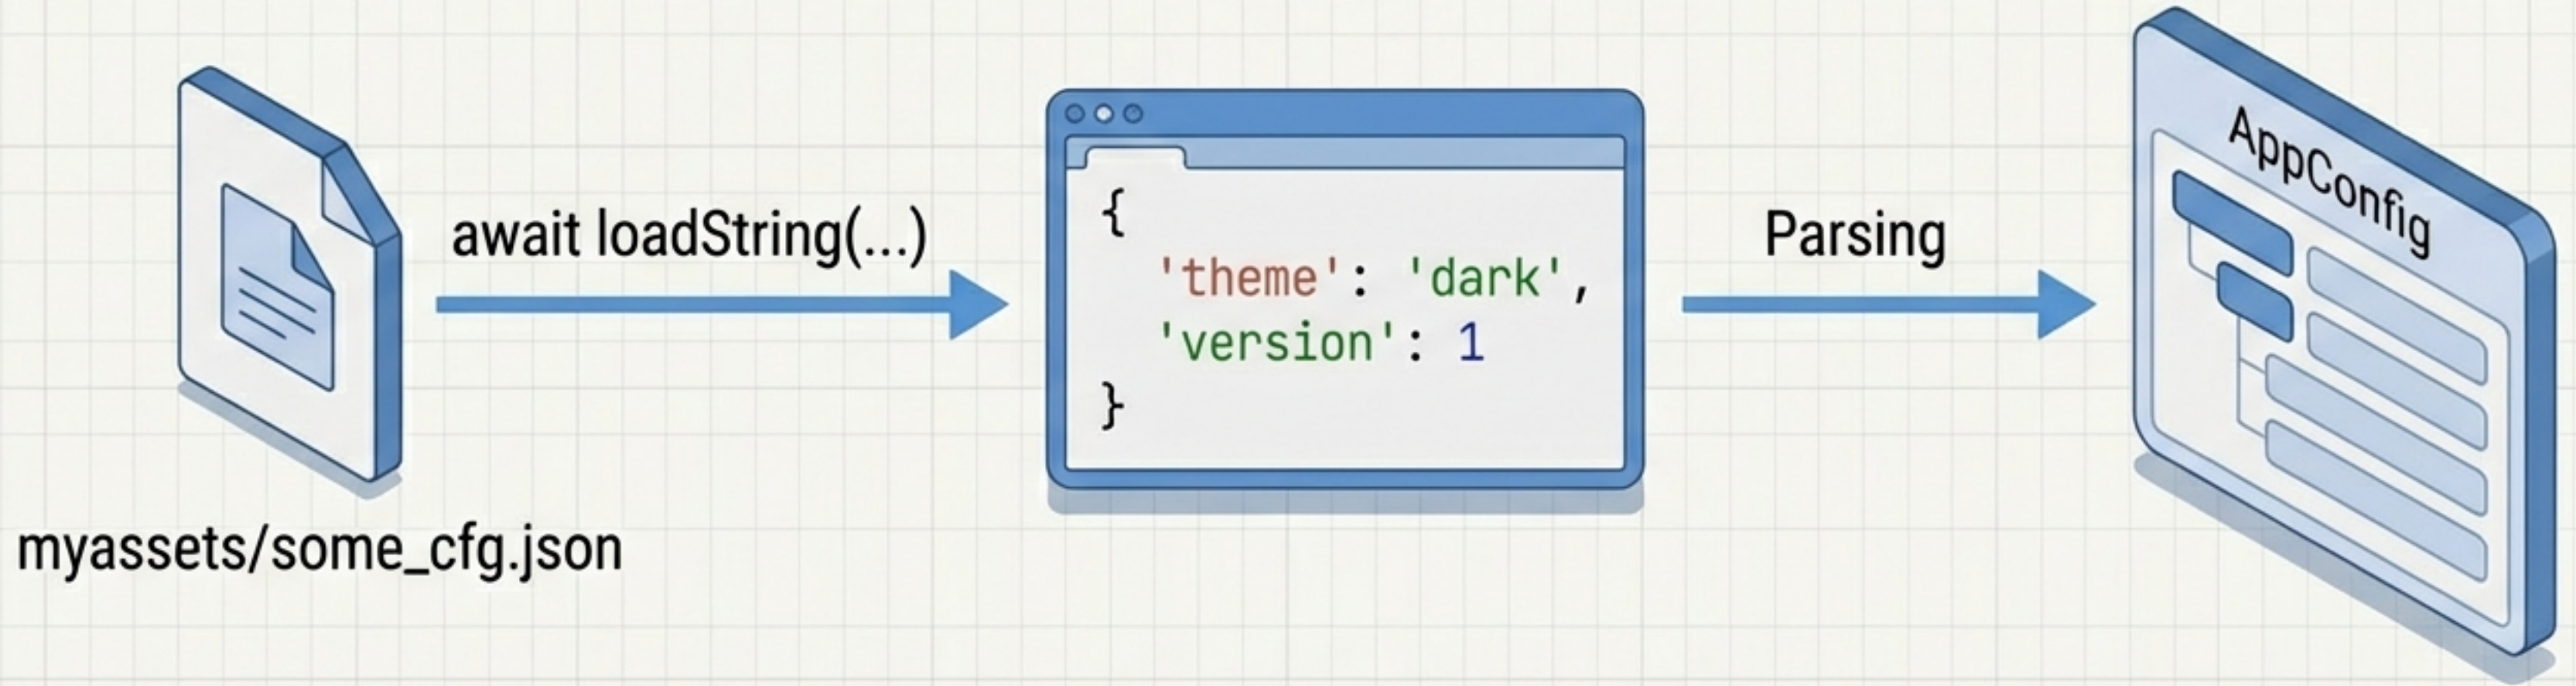 await loadString(...)
myassets/some_cfg.json
{
'theme': 'dark',
'version': 1
}
Parsing
AppConfig